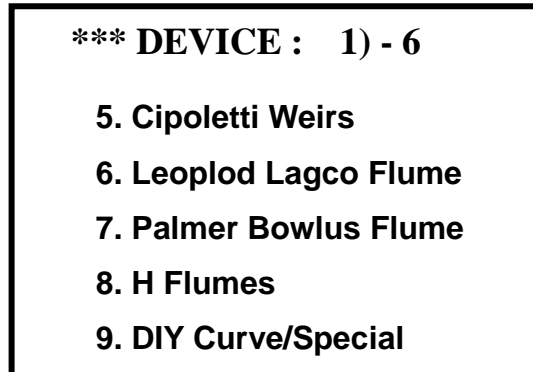 *** DEVICE : 1) - 6
5. Cipoletti Weirs
6. Leoplod Lagco Flume
7. Palmer Bowlus Flume
8. H Flumes
9. DIY Curve/Special